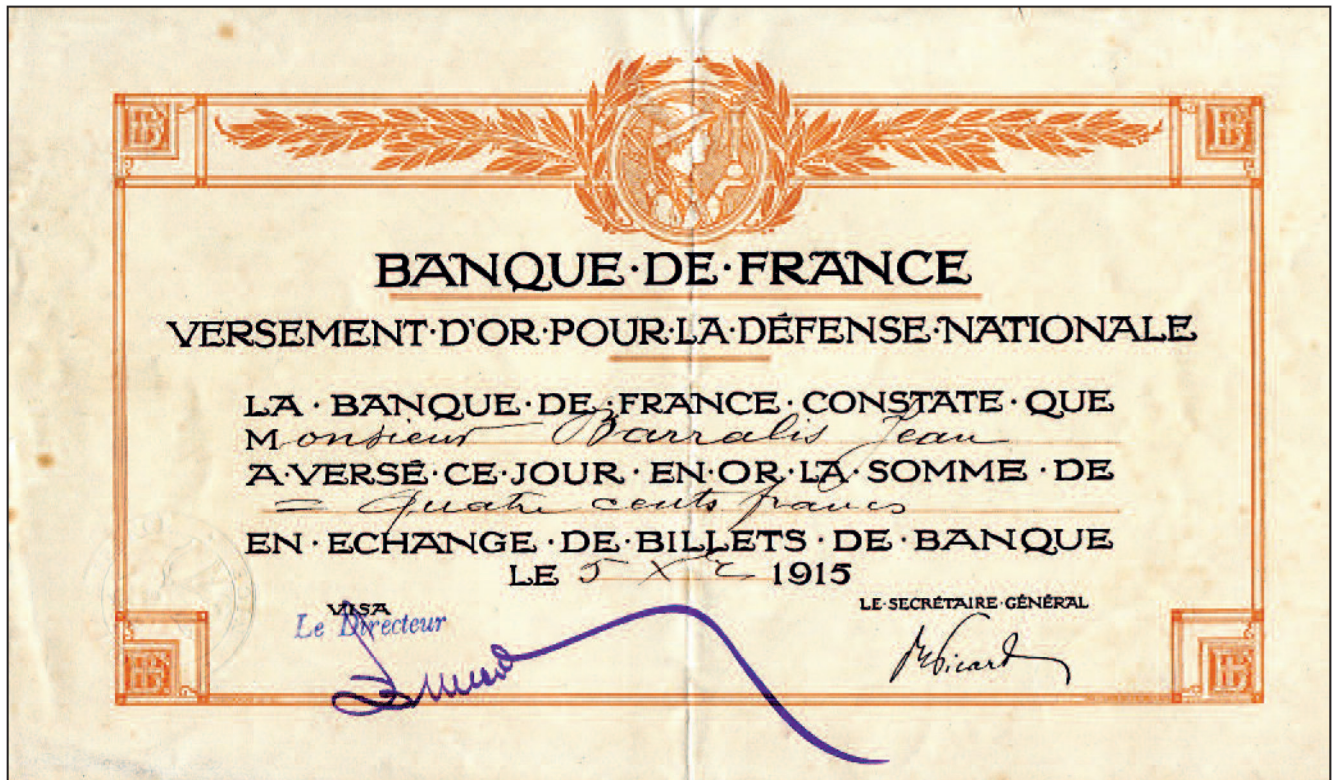 BANQUE·DE·FRANCE
VERSEMENT·D'OR·POUR·LA·DÉFENSE·NATIONALE
LA·BANQUE·DE·FRANCE·CONSTATE·QUE
Monsieur Barralis Jean
A·VERSÉ·CE·JOUR·EN·OR·LA·SOMME·DE
= Quatre cents francs
EN·ECHANGE·DE·BILLETS·DE·BANQUE
LE 5 Xbre 1915
VISA
Le Directeur
LE·SECRÉTAIRE·GÉNÉRAL
Picard